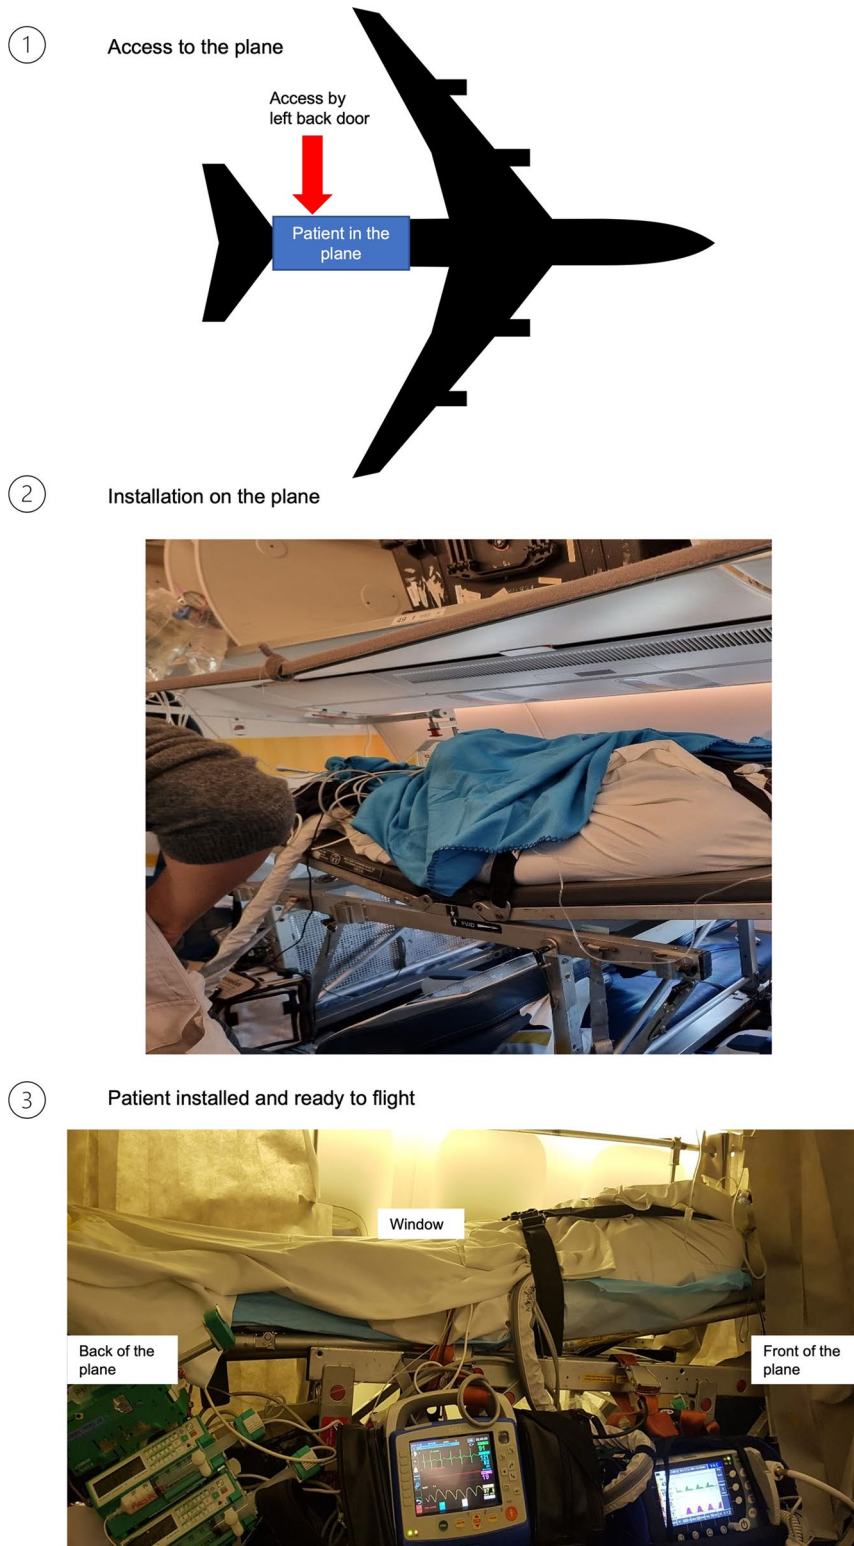 1
Access to the plane
Access by
left back door
Patient in the
plane
2
Installation on the plane
49
3
Patient installed and ready to flight
Window
Back of the
plane
Front of the
plane